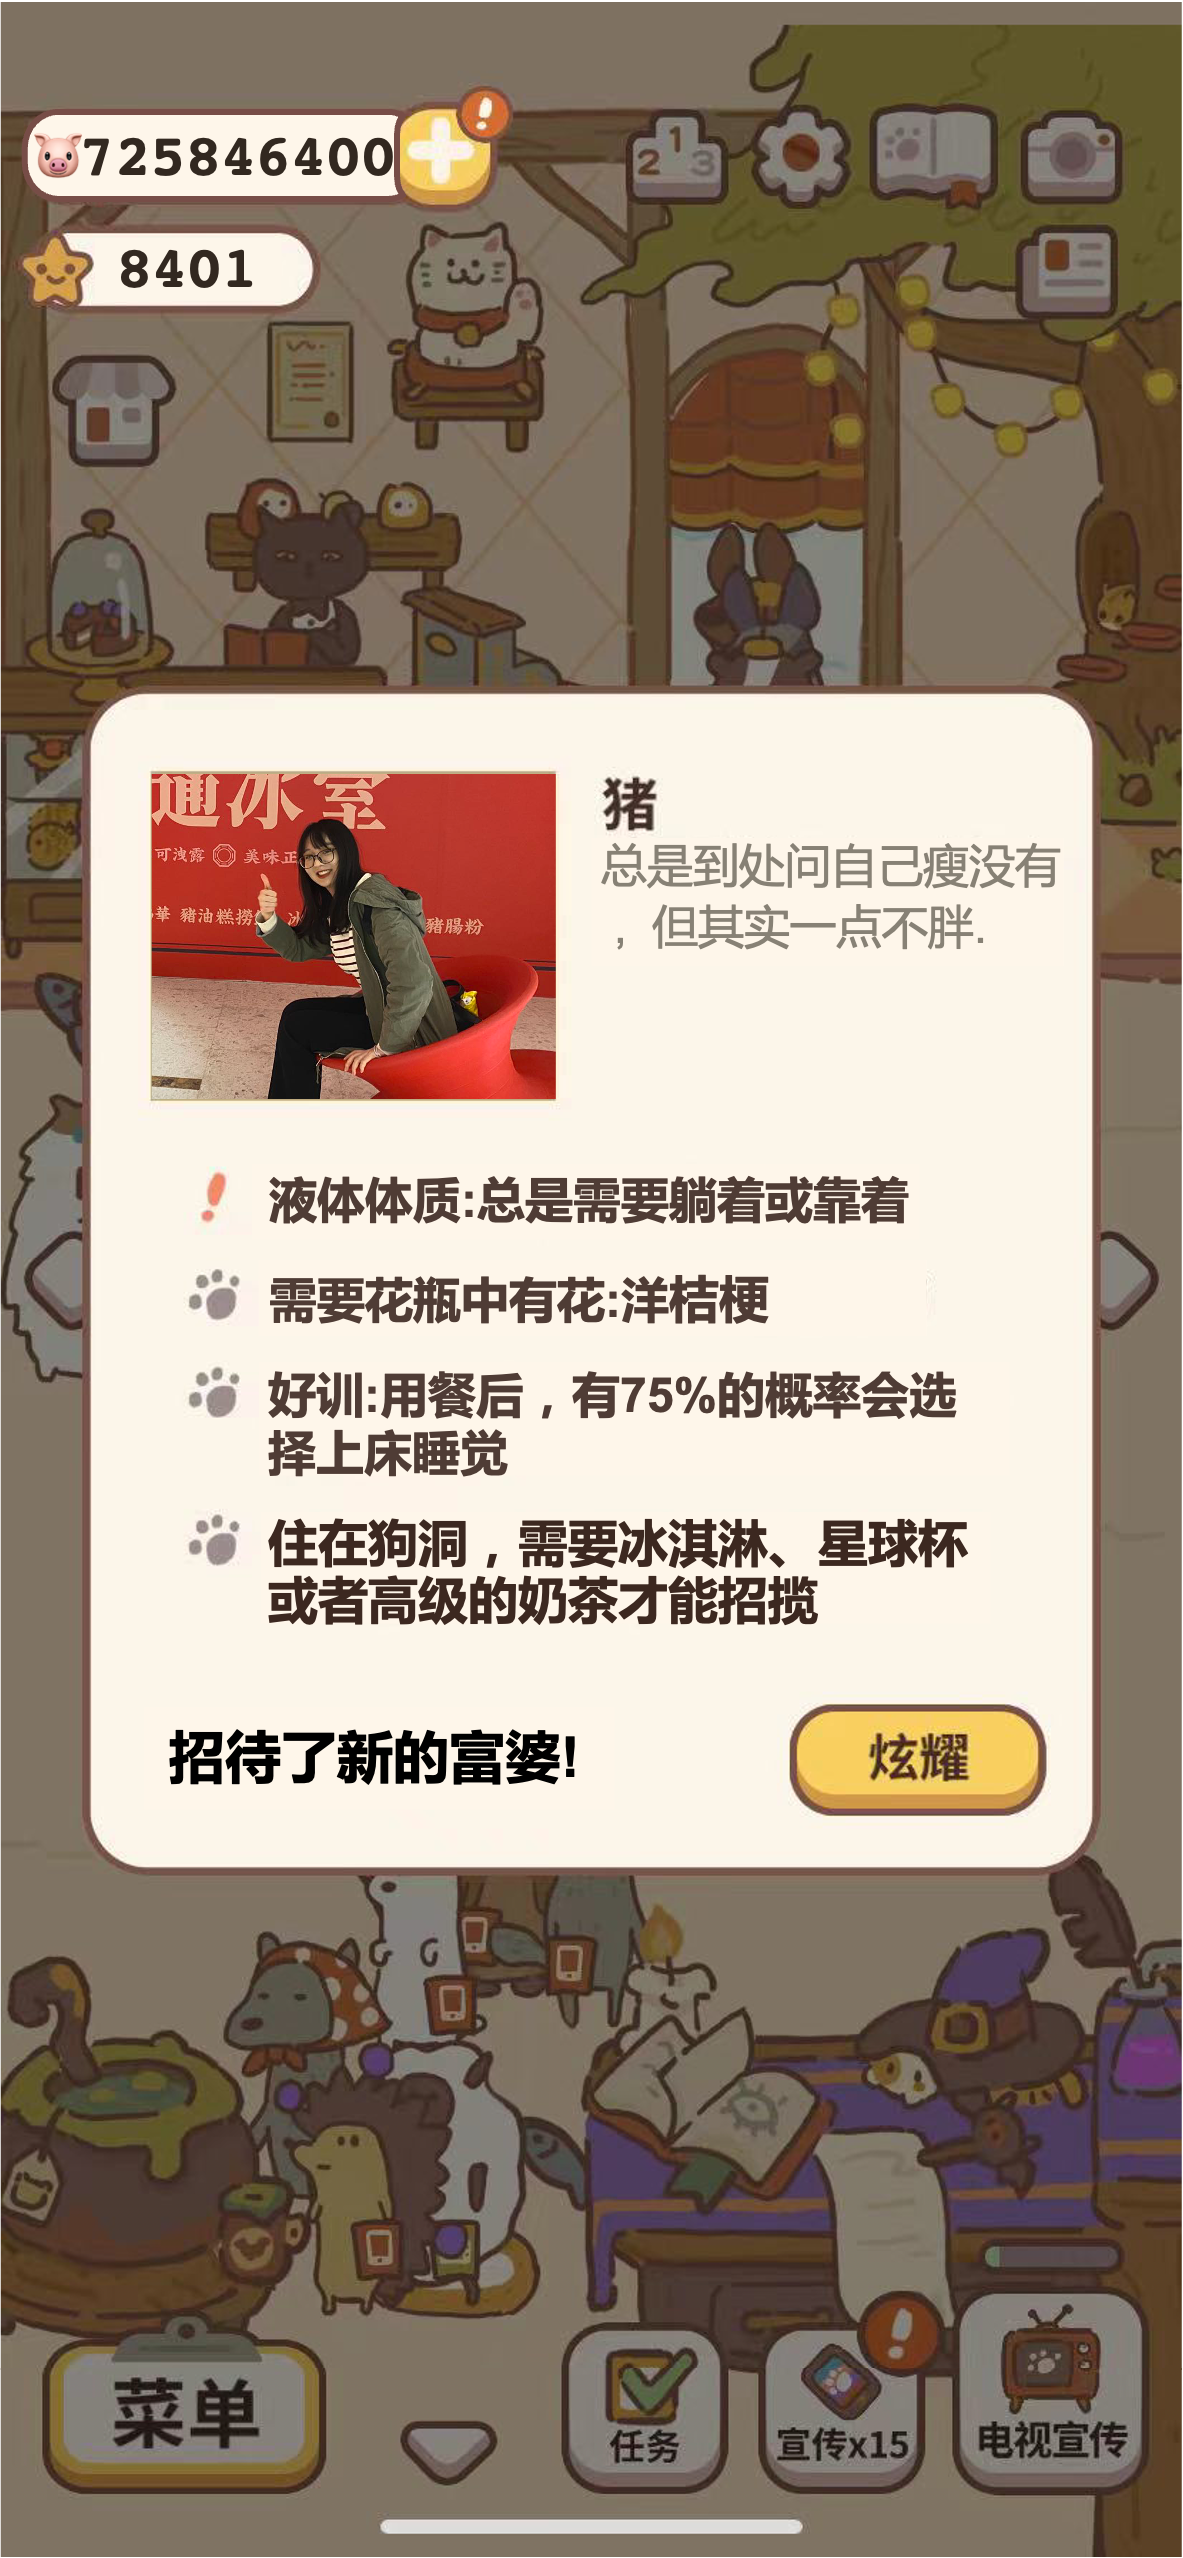 725846400
1
2 3
8401
通冰室
可洩露 美味正
華 豬油糕撈 冰 豬腸粉
猪
总是到处问自己瘦没有
，但其实一点不胖.
液体体质:总是需要躺着或靠着
需要花瓶中有花:洋桔梗
好训:用餐后，有75%的概率会选
择上床睡觉
住在狗洞，需要冰淇淋、星球杯
或者高级的奶茶才能招揽
招待了新的富婆!
炫耀
菜单
任务
宣传x15
电视宣传